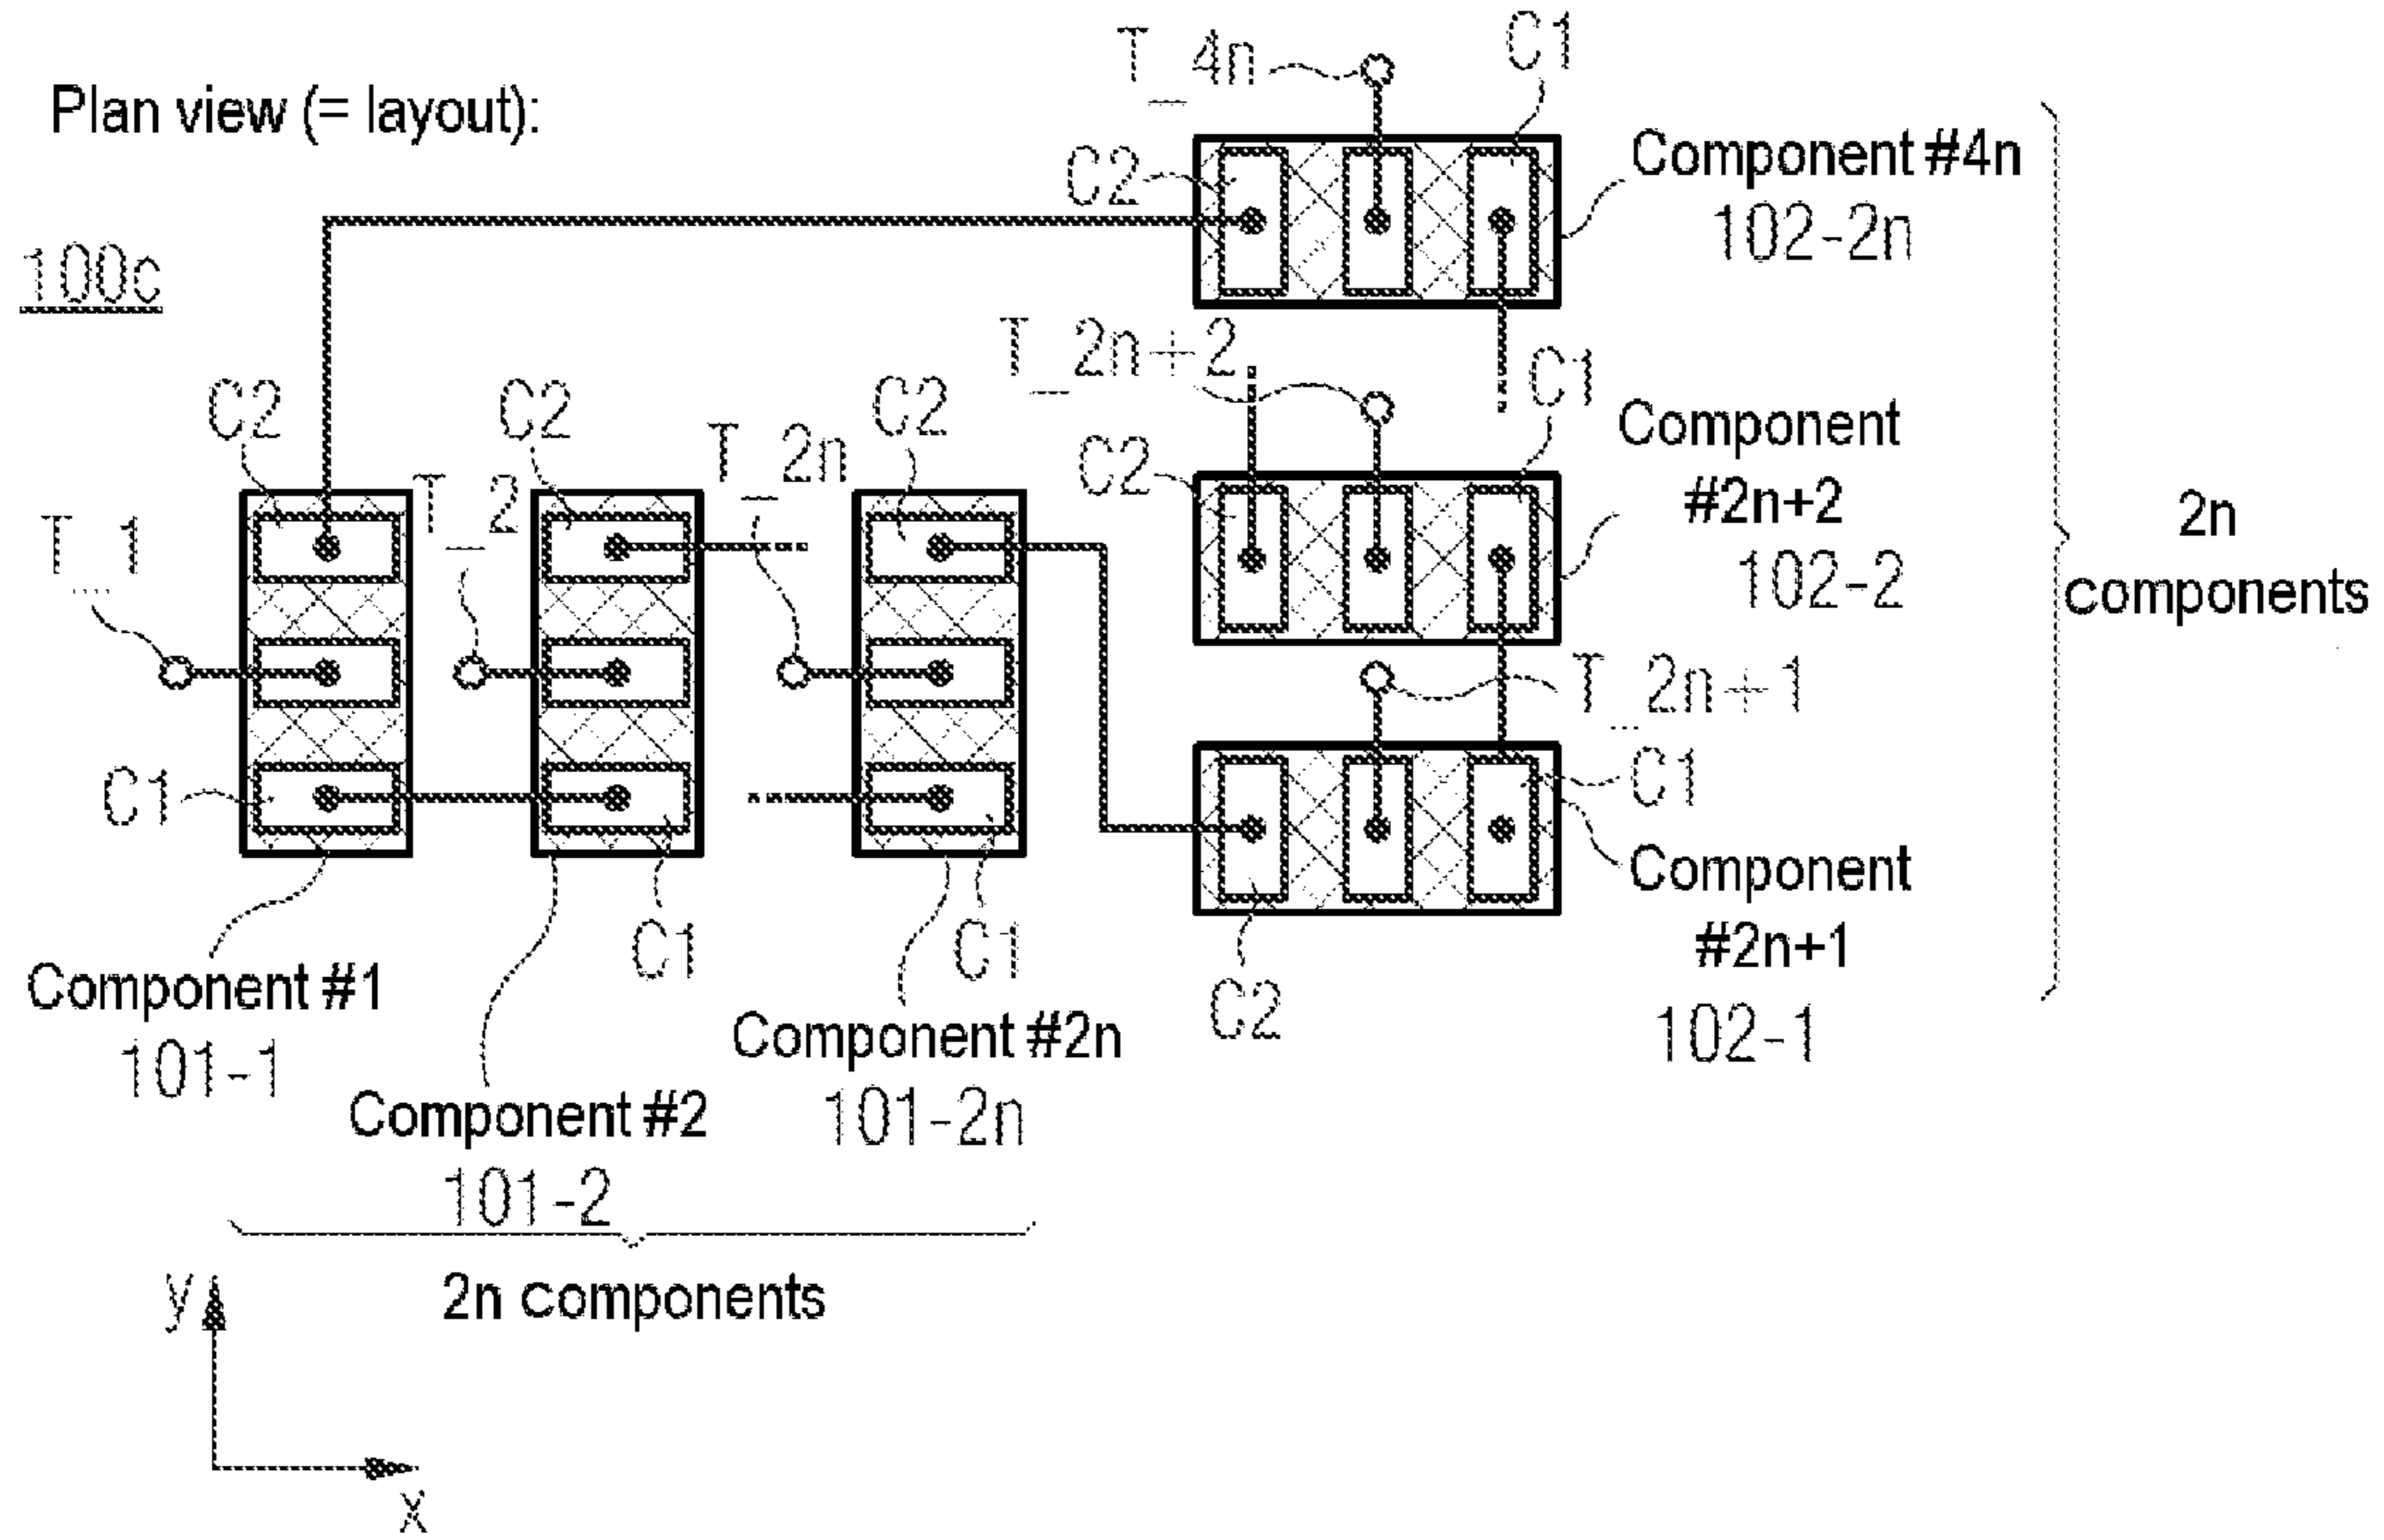 Plan view (= layout):
100c
T_4n
C1
C2
Component #4n
102-2n
T_2n+2
C1
C2
Component
#2n+2
102-2
2n
components
C2
C2
T_2n
C2
T_1
T_2
T_2n+1
C1
C1
C1
C1
C2
Component
#2n+1
102-1
Component #1
101-1
Component #2
101-2
Component #2n
101-2n
2n components
y
x